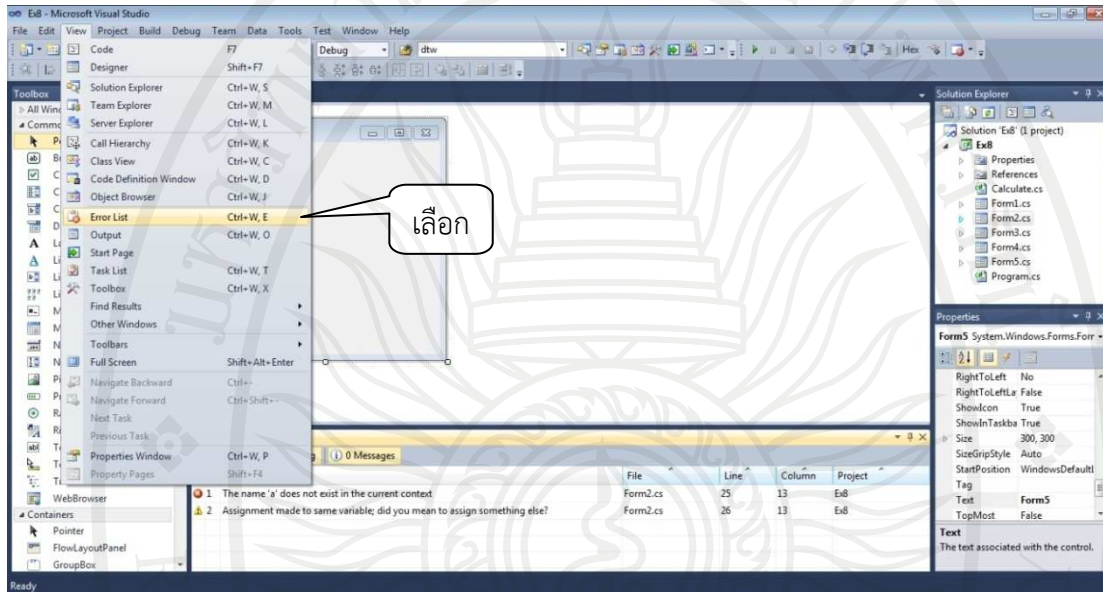 Ex8 - Microsoft Visual Studio
File Edit View Project Build Debug Team Data Tools Test Window Help
Debug dtw Hex
Code F7
Designer Shift+F7
Solution Explorer Ctrl+W, S
Team Explorer Ctrl+W, M
Server Explorer Ctrl+W, L
Call Hierarchy Ctrl+W, K
Class View Ctrl+W, C
Code Definition Window Ctrl+W, D
Object Browser Ctrl+W, J
Error List Ctrl+W, E
Output Ctrl+W, O
Start Page
Task List Ctrl+W, T
Toolbox Ctrl+W, X
Find Results
Other Windows
Toolbars
Full Screen Shift+Alt+Enter
Navigate Backward Ctrl+-
Navigate Forward Ctrl+Shift+-
Next Task
Previous Task
Properties Window Ctrl+W, P
Property Pages Shift+F4
เลือก
Toolbox
WebBrowser
Containers
Pointer
FlowLayoutPanel
GroupBox
0 Messages
File Line Column Project
1 The name 'a' does not exist in the current context Form2.cs 25 13 Ex8
2 Assignment made to same variable; did you mean to assign something else? Form2.cs 26 13 Ex8
Solution Explorer
Solution 'Ex8' (1 project)
Ex8
Properties
References
Calculate.cs
Form1.cs
Form2.cs
Form3.cs
Form4.cs
Form5.cs
Program.cs
Properties
Form5 System.Windows.Forms.Forr
RightToLeft No
RightToLeftLa False
ShowIcon True
ShowInTaskba True
Size 300, 300
SizeGripStyle Auto
StartPosition WindowsDefaultl
Tag
Text Form5
TopMost False
Text
The text associated with the control.
Ready